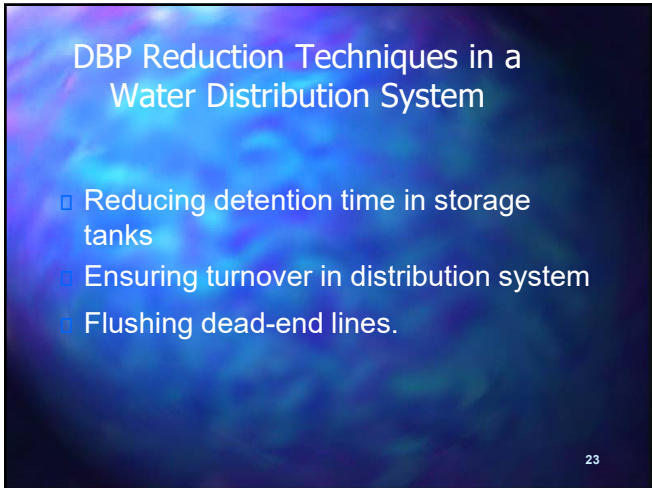 DBP Reduction Techniques in a
Water Distribution System
Reducing detention time in storage
tanks
Ensuring turnover in distribution system
Flushing dead-end lines.
23